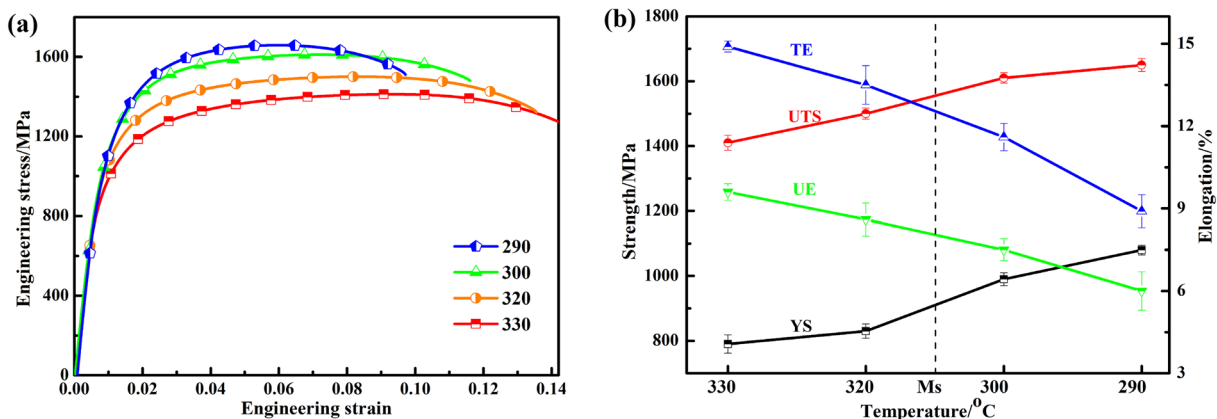 (a)
Engineering stress/MPa
1600
1200
800
400
0
0.00 0.02 0.04 0.06 0.08 0.10 0.12 0.14
Engineering strain
290
300
320
330
(b)
Strength/MPa
1800
1600
1400
1200
1000
800
TE
UTS
UE
YS
330 320 Ms 300 290
Temperature/°C
15
12
9
6
3
Elongation/%